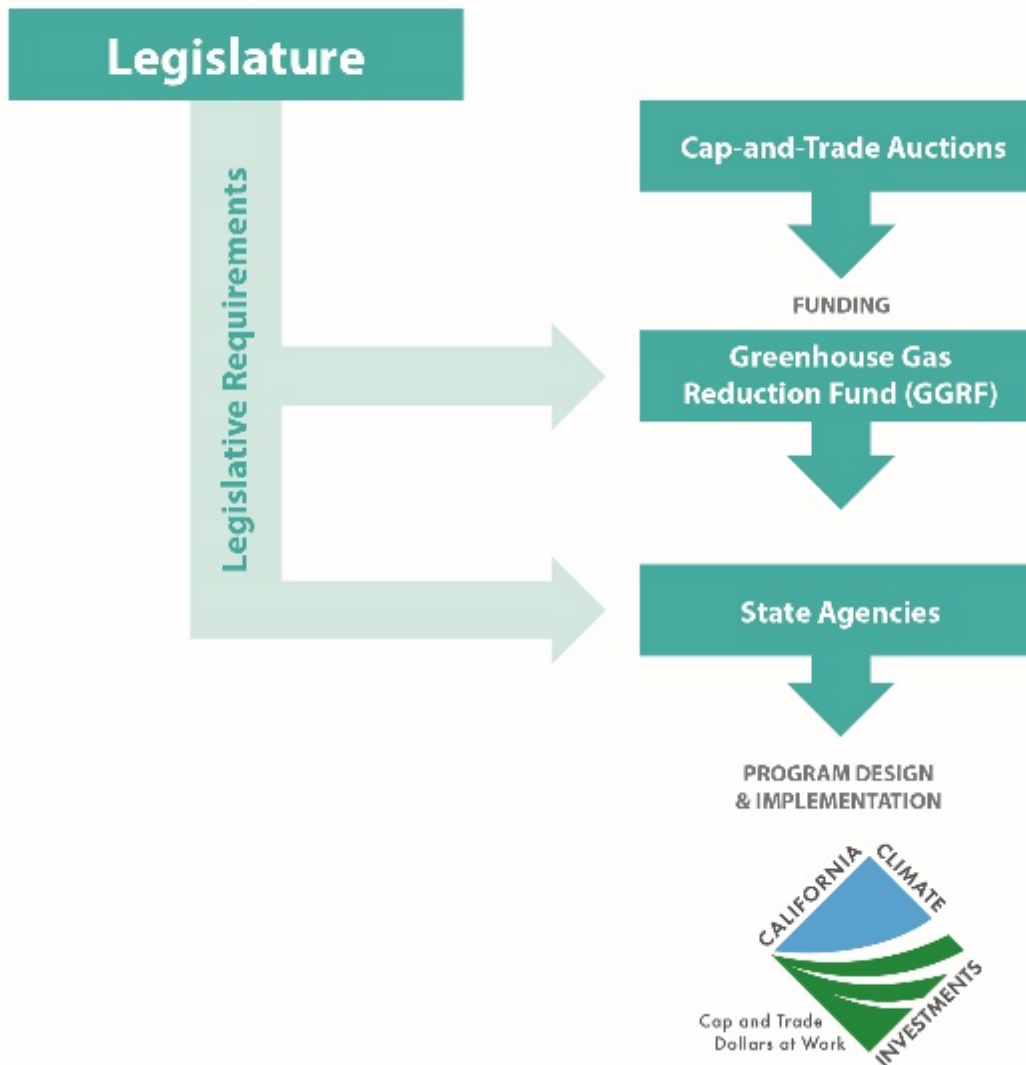 Legislature
Legislative Requirements
Cap-and-Trade Auctions
FUNDING
Greenhouse Gas
Reduction Fund (GGRF)
State Agencies
PROGRAM DESIGN
& IMPLEMENTATION
CALIFORNIA
CLIMATE
INVESTMENTS
Cap and Trade
Dollars at Work